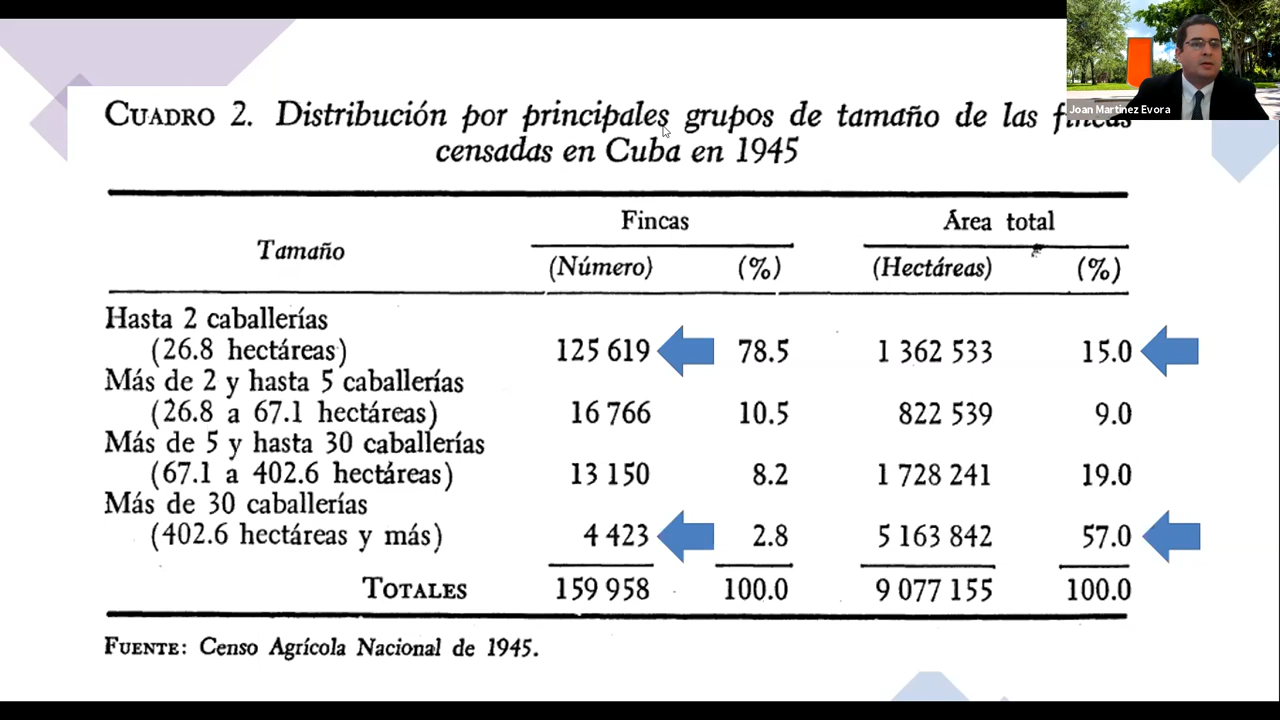 Joan Martinez Evora
CUADRO 2. Distribución por principales grupos de tamaño de las fincas
censadas en Cuba en 1945
Fincas Área total
Tamaño
(Número) (%) (Hectáreas) (%)
Hasta 2 caballerías
(26.8 hectáreas) 125 619 78.5 1 362 533 15.0
Más de 2 y hasta 5 caballerías
(26.8 a 67.1 hectáreas) 16 766 10.5 822 539 9.0
Más de 5 y hasta 30 caballerías
(67.1 a 402.6 hectáreas) 13 150 8.2 1 728 241 19.0
Más de 30 caballerías
(402.6 hectáreas y más) 4 423 2.8 5 163 842 57.0
TOTALES 159 958 100.0 9 077 155 100.0
FUENTE: Censo Agrícola Nacional de 1945.